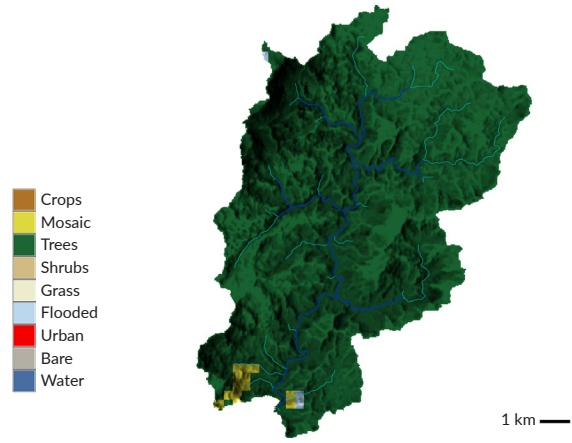 Crops
Mosaic
Trees
Shrubs
Grass
Flooded
Urban
Bare
Water
1 km